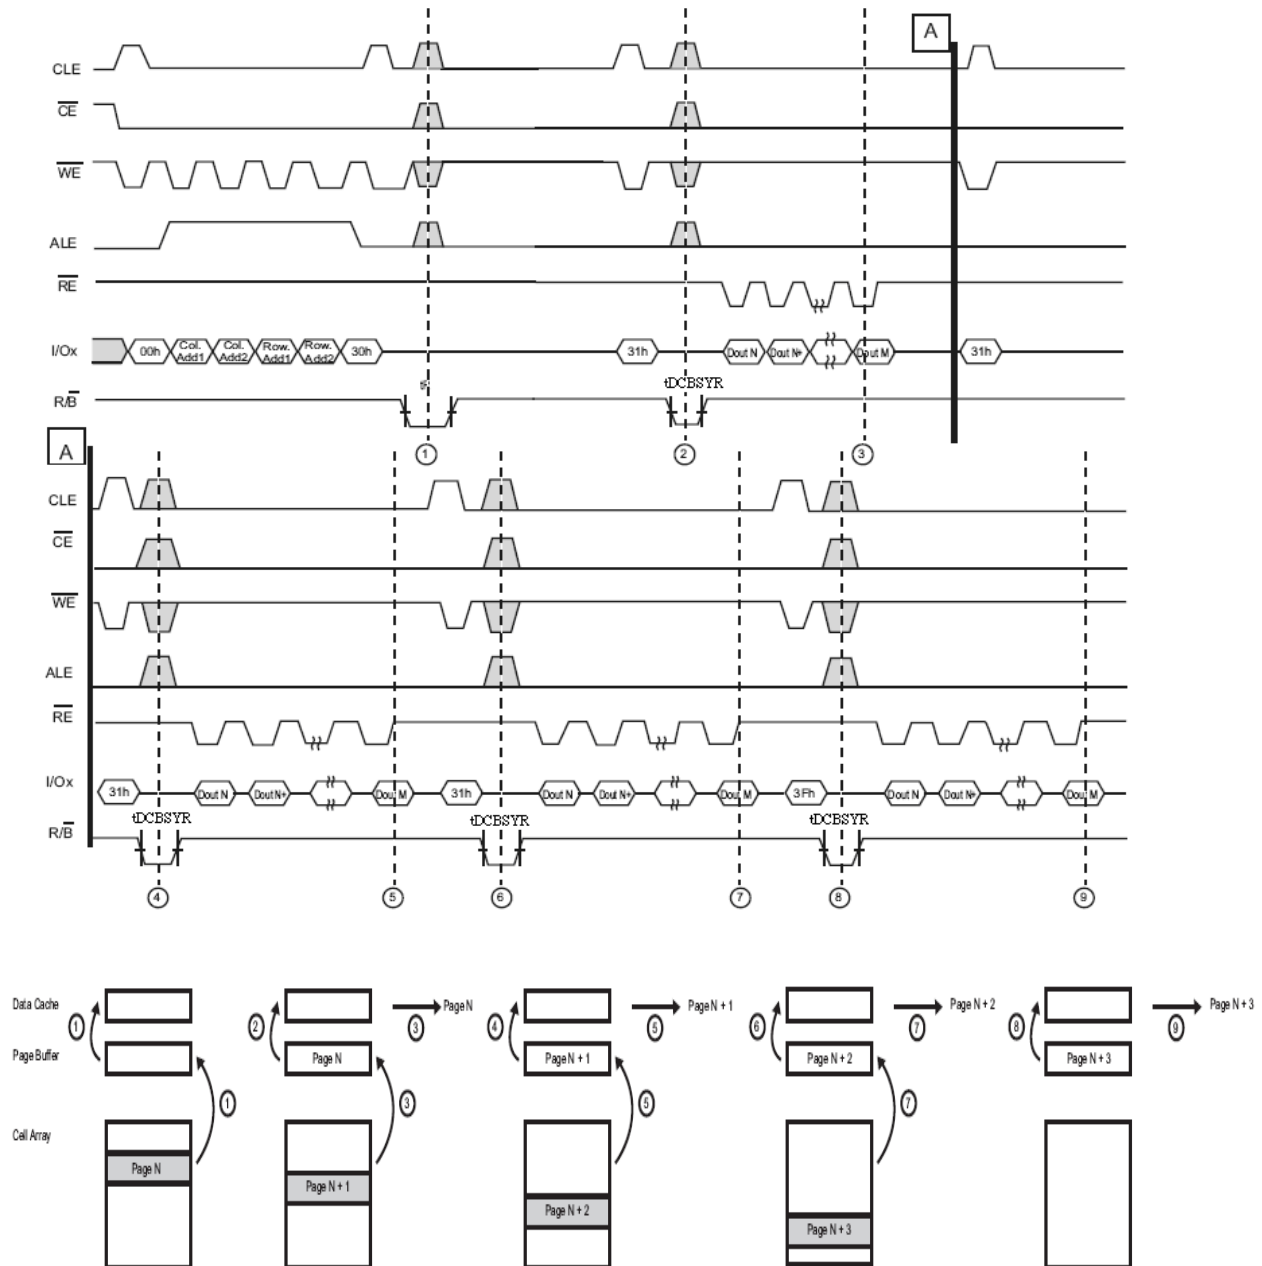 A
CLE
CE
WE
ALE
RE
I/Ox 00h Col. Add1 Col. Add2 Row. Add1 Row. Add2 30h 31h Dout N Dout N+ Dout M 31h
tDCBSYR
R/B
1 2 3
A
CLE
CE
WE
ALE
RE
I/Ox 31h Dout N Dout N+ Dout M 31h Dout N Dout N+ Dout M 3Fh Dout N Dout N+ Dout M
tDCBSYR tDCBSYR tDCBSYR
R/B
4 5 6 7 8 9
Data Cache 1 2 3 Page N 4 5 Page N + 1 6 7 Page N + 2 8 9 Page N + 3
Page Buffer Page N Page N + 1 Page N + 2 Page N + 3
1 3 5 7
Cell Array
Page N Page N + 1 Page N + 2 Page N + 3